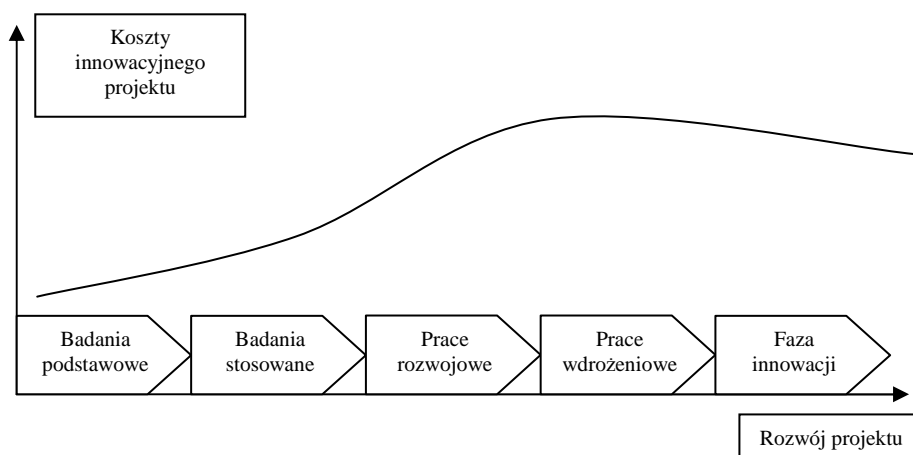 Koszty
innowacyjnego
projektu
Badania
podstawowe
Badania
stosowane
Prace
rozwojowe
Prace
wdrożeniowe
Faza
innowacji
Rozwój projektu